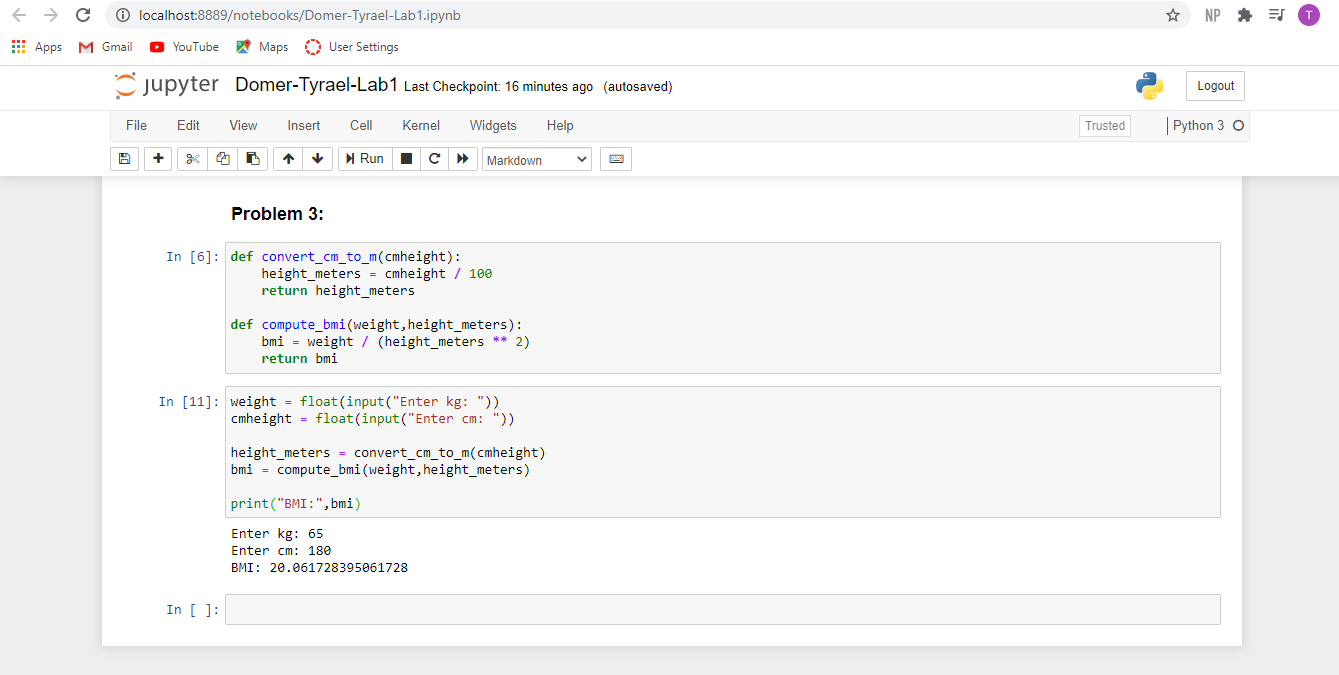 localhost:8889/notebooks/Domer-Tyrael-Lab1.ipynb NP T
Apps Gmail YouTube Maps User Settings
jupyter Domer-Tyrael-Lab1 Last Checkpoint: 16 minutes ago (autosaved) Logout
File Edit View Insert Cell Kernel Widgets Help Trusted Python 3
Run Markdown
Problem 3:
In [6]: def convert_cm_to_m(cmheight):
    height_meters = cmheight / 100
    return height_meters
def compute_bmi(weight,height_meters):
    bmi = weight / (height_meters ** 2)
    return bmi
In [11]: weight = float(input("Enter kg: "))
cmheight = float(input("Enter cm: "))
height_meters = convert_cm_to_m(cmheight)
bmi = compute_bmi(weight,height_meters)
print("BMI:",bmi)
Enter kg: 65
Enter cm: 180
BMI: 20.061728395061728
In [ ]: